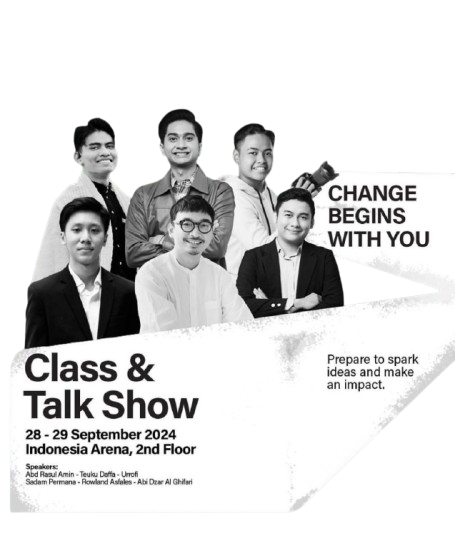 CHANGE
BEGINS
WITH YOU
Class &
Talk Show
28 - 29 September 2024
Indonesia Arena, 2nd Floor
Speakers:
Abd Rasul Amin - Teuku Daffa - Urrofi
Sadam Permana - Rowland Asfales - Abi Dzar Al Ghifari
Prepare to spark
ideas and make
an impact.